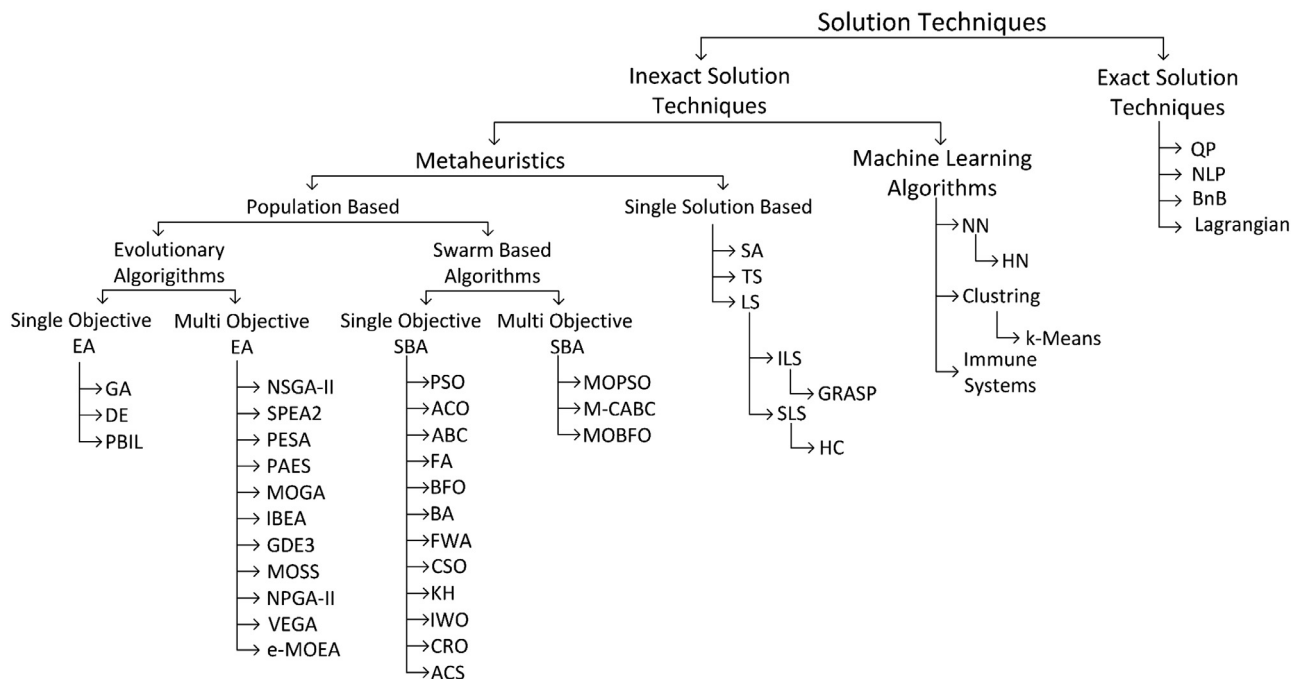 Solution Techniques
Inexact Solution
Techniques
Exact Solution
Techniques
QP
NLP
BnB
Lagrangian
Metaheuristics
Machine Learning
Algorithms
NN
HN
Clustring
k-Means
Immune
Systems
Population Based
Single Solution Based
SA
TS
LS
ILS
GRASP
SLS
HC
Evolutionary
Algorigithms
Swarm Based
Algorithms
Single Objective
EA
GA
DE
PBIL
Multi Objective
EA
NSGA-II
SPEA2
PESA
PAES
MOGA
IBEA
GDE3
MOSS
NPGA-II
VEGA
e-MOEA
Single Objective
SBA
PSO
ACO
ABC
FA
BFO
BA
FWA
CSO
KH
IWO
CRO
ACS
Multi Objective
SBA
MOPSO
M-CABC
MOBFO